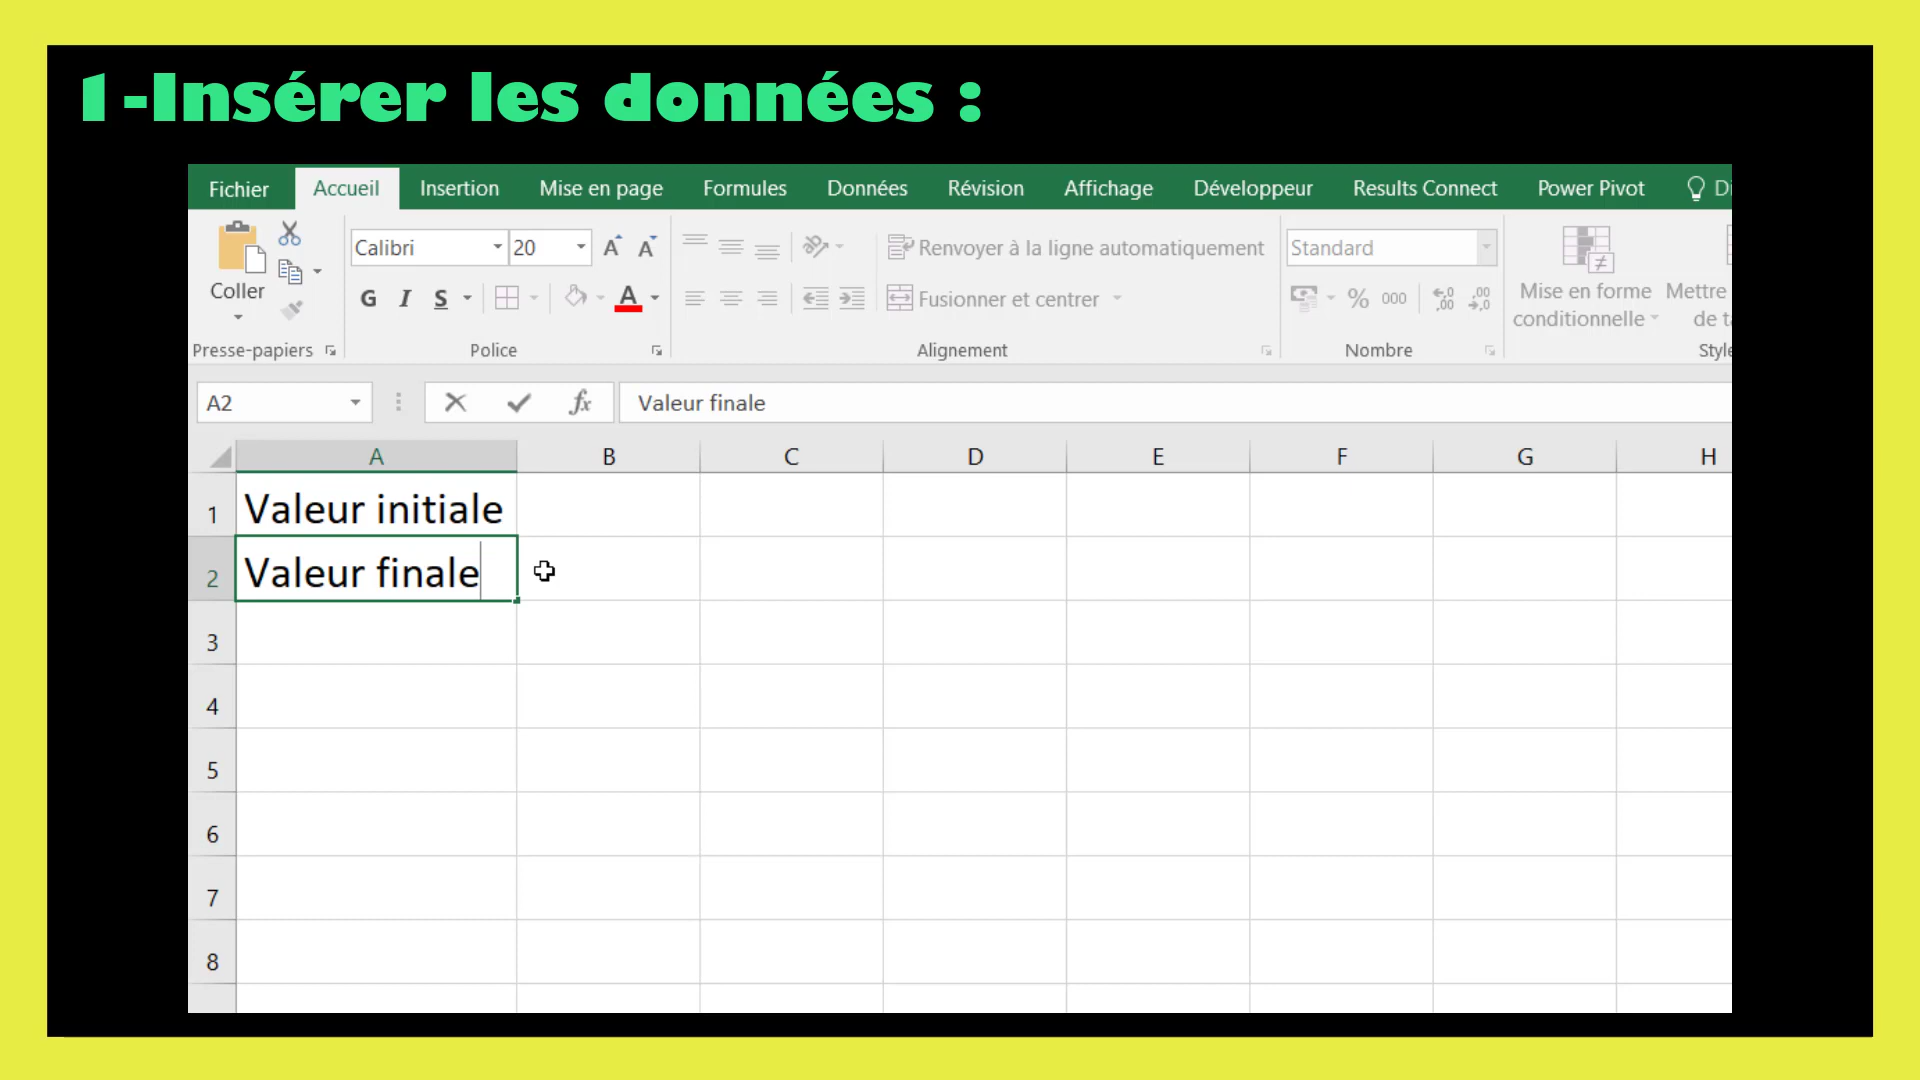 1-Insérer les données :
Fichier Accueil Insertion Mise en page Formules Données Révision Affichage Développeur Results Connect Power Pivot
Calibri 20 Renvoyer à la ligne automatiquement Standard
Coller G I S A Fusionner et centrer % 000 Mise en forme conditionnelle Mettre
Presse-papiers Police Alignement Nombre
A2 fx Valeur finale
A B C D E F G H
1 Valeur initiale
2 Valeur finale
3
4
5
6
7
8